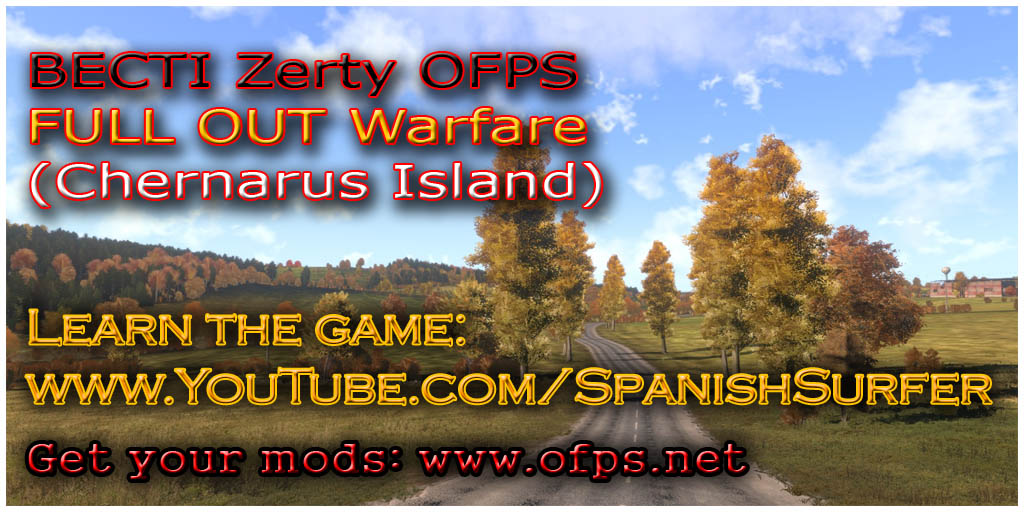 BECTI Zerty OFPS
FULL OUT Warfare
(Chernarus Island)
Learn the game:
www.YouTube.com/SpanishSurfer
Get your mods: www.ofps.net